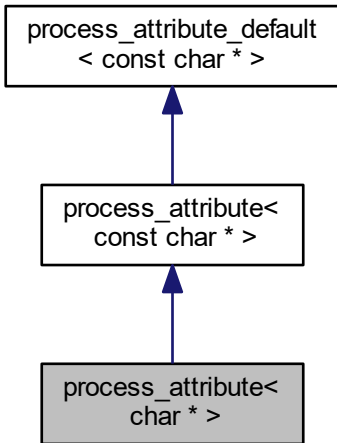 process_attribute_default
< const char * >
process_attribute<
const char * >
process_attribute<
char * >